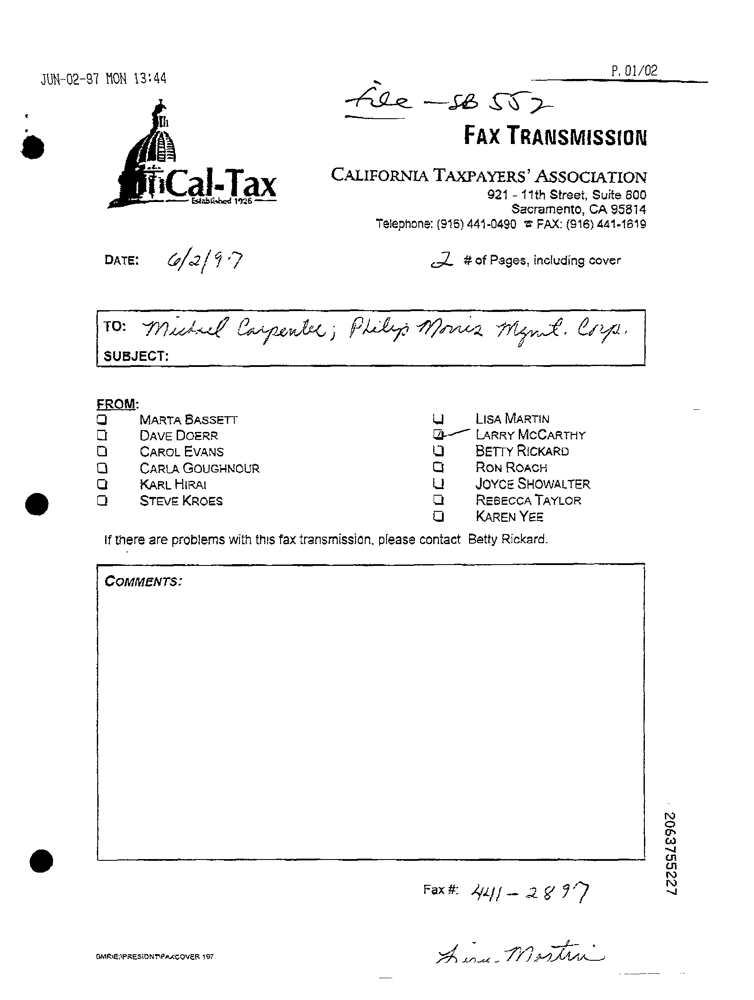 JUN-02-97 MON 13:44
P. 01/02
File - SB 552
FAX TRANSMISSION
Cal-Tax
Established 1926
CALIFORNIA TAXPAYERS' ASSOCIATION
921 - 11th Street, Suite 800
Sacramento, CA 95814
Telephone: (916) 441-0490 FAX: (916) 441-1619
DATE: 6/2/97
2 # of Pages, including cover
TO: Michael Carpenter; Philip Morris Mgmt. Corp.
SUBJECT:
FROM:
MARTA BASSETT
DAVE DOERR
CAROL EVANS
CARLA GOUGHNOUR
KARL HIRAI
STEVE KROES
LISA MARTIN
LARRY MCCARTHY
BETTY RICKARD
RON ROACH
JOYCE SHOWALTER
REBECCA TAYLOR
KAREN YEE
If there are problems with this fax transmission, please contact Betty Rickard.
COMMENTS:
2063755227
Fax #: 441-2897
BMR\E:\PRESIDNT\FAXCOVER 197
Martin